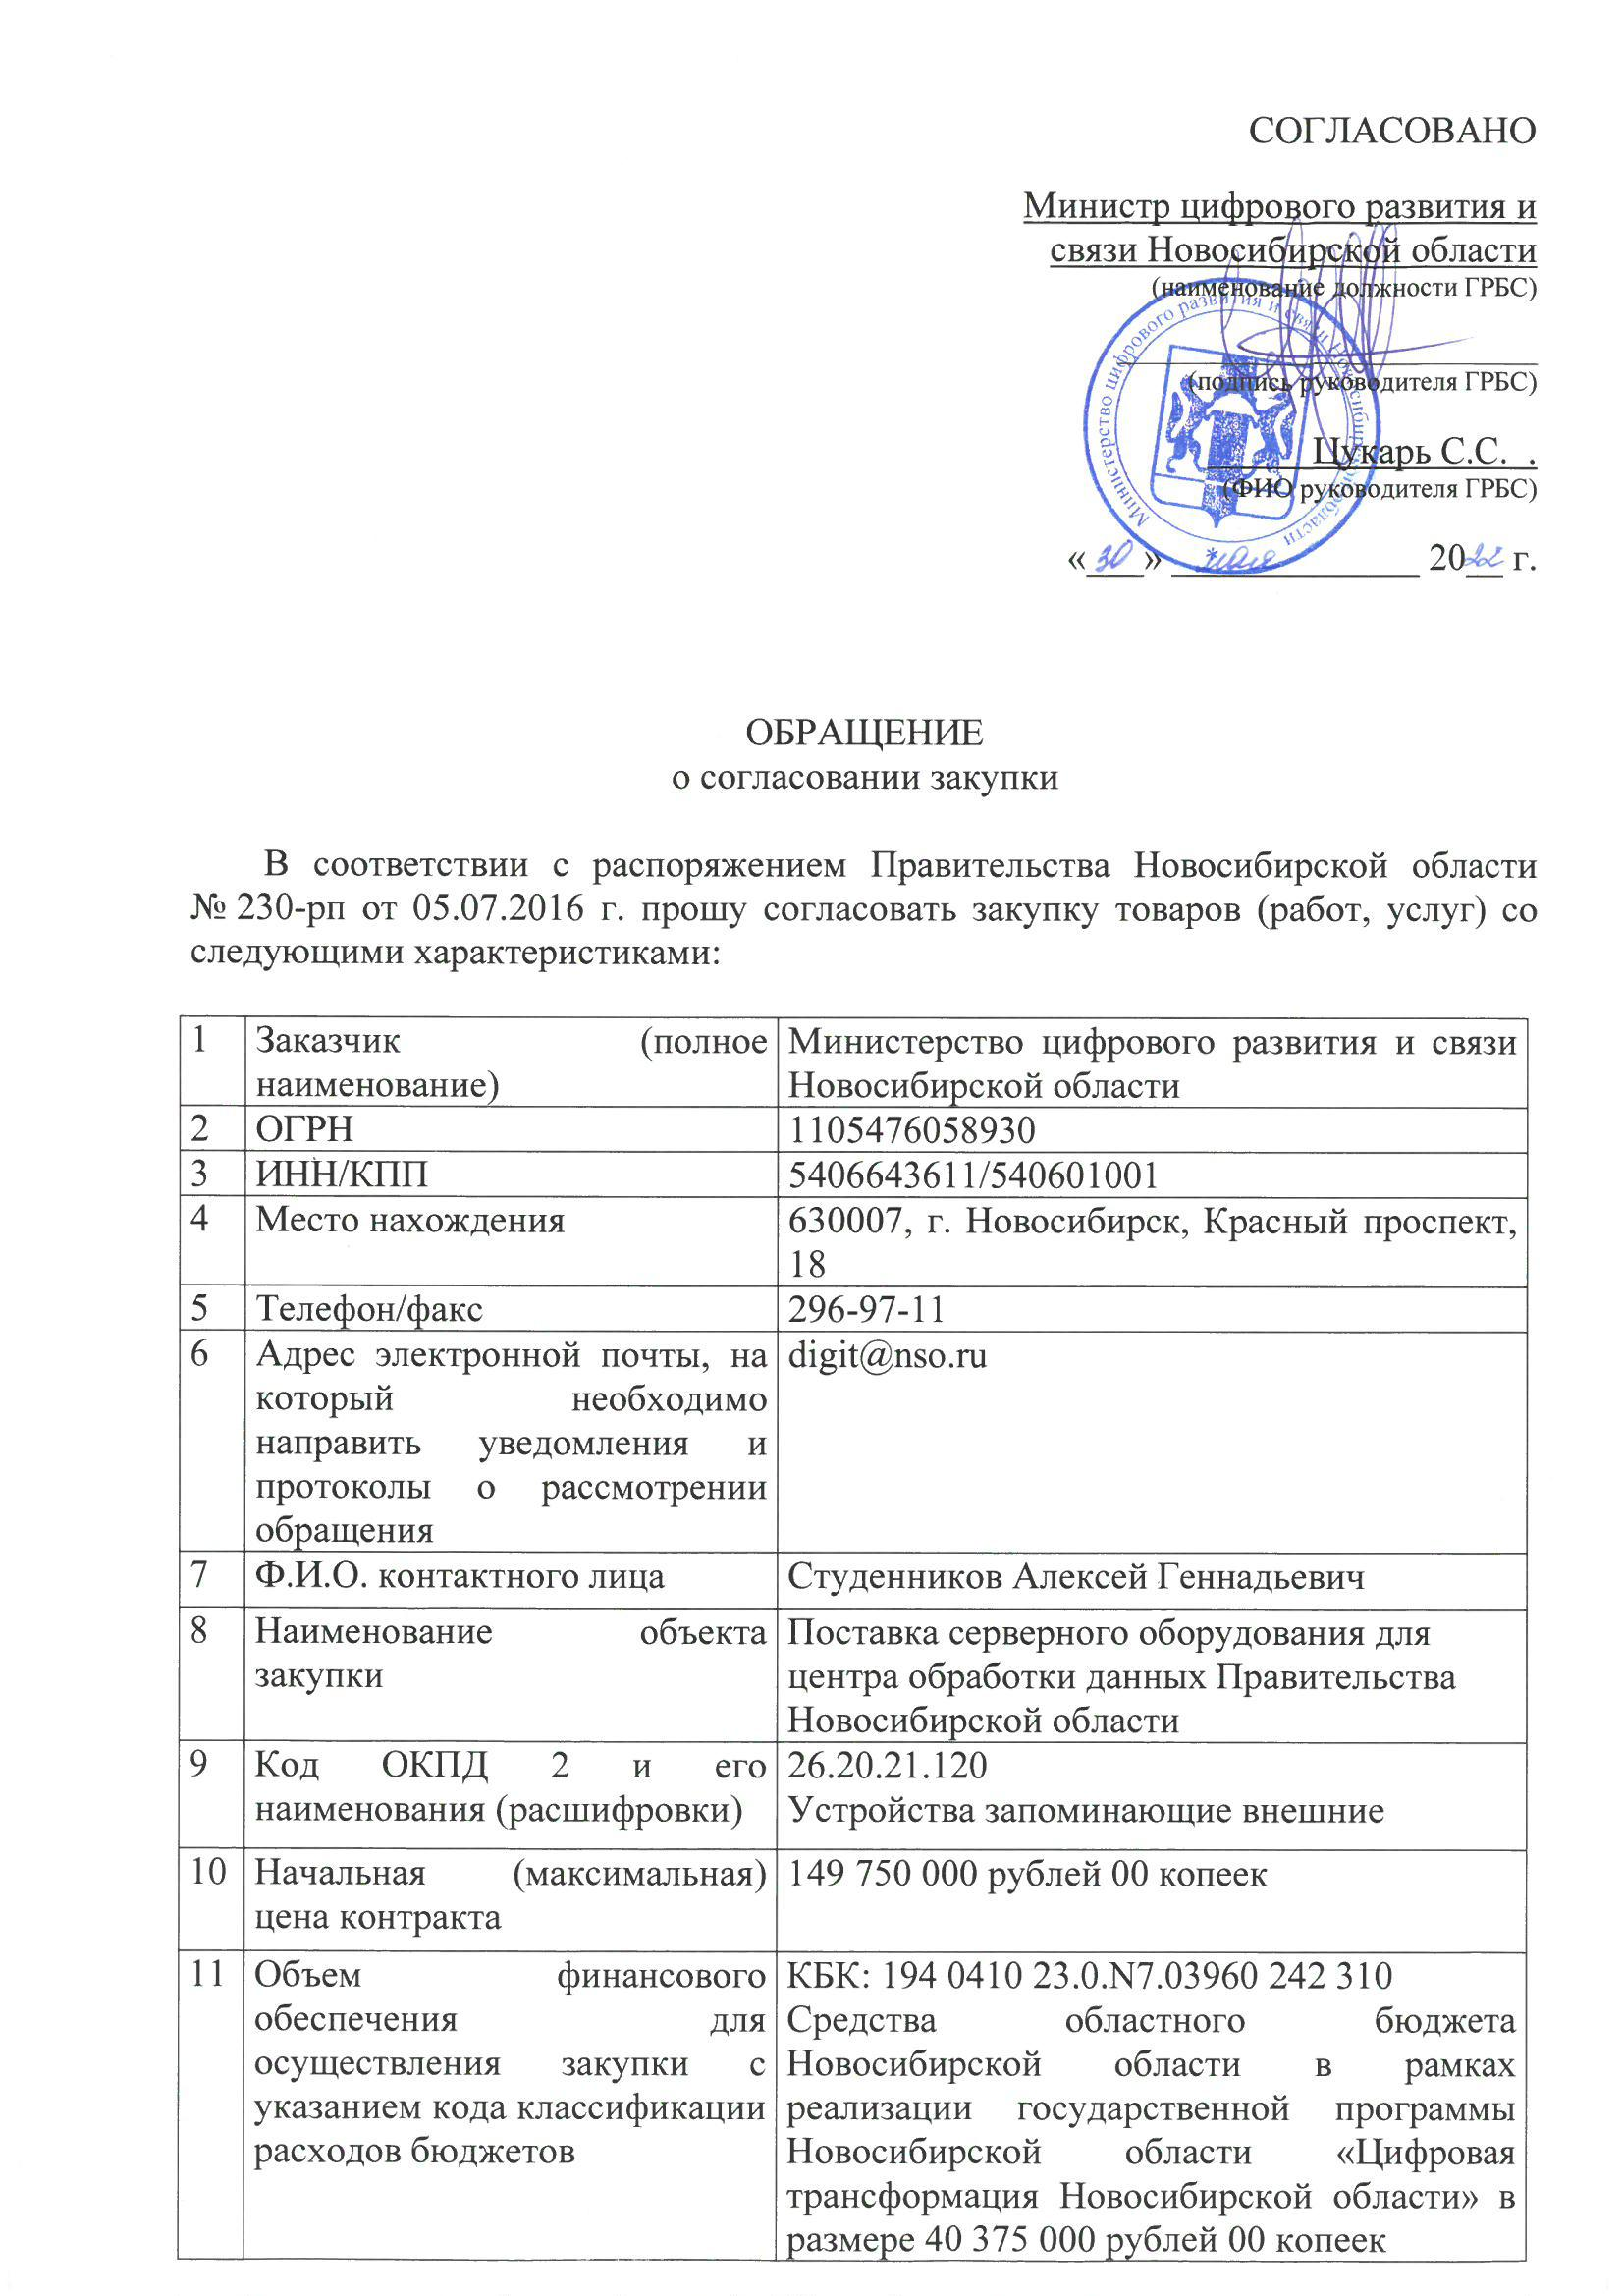 СОГЛАСОВАНО
Министр цифрового развития и
связи Новосибирской области
(наименование должности ГРБС)
(подпись руководителя ГРБС)
Цукарь С.С. .
(ФИО руководителя ГРБС)
Министерство цифрового развития и связи Новосибирской области *
«30» мая 2022 г.
ОБРАЩЕНИЕ
о согласовании закупки
В соответствии с распоряжением Правительства Новосибирской области
№ 230-рп от 05.07.2016 г. прошу согласовать закупку товаров (работ, услуг) со
следующими характеристиками:
1 Заказчик (полное Министерство цифрового развития и связи
наименование) Новосибирской области
2 ОГРН 1105476058930
3 ИНН/КПП 5406643611/540601001
4 Место нахождения 630007, г. Новосибирск, Красный проспект,
18
5 Телефон/факс 296-97-11
6 Адрес электронной почты, на digit@nso.ru
который необходимо
направить уведомления и
протоколы о рассмотрении
обращения
7 Ф.И.О. контактного лица Студенников Алексей Геннадьевич
8 Наименование объекта Поставка серверного оборудования для
закупки центра обработки данных Правительства
Новосибирской области
9 Код ОКПД 2 и его 26.20.21.120
наименования (расшифровки) Устройства запоминающие внешние
10 Начальная (максимальная) 149 750 000 рублей 00 копеек
цена контракта
11 Объем финансового КБК: 194 0410 23.0.N7.03960 242 310
обеспечения для Средства областного бюджета
осуществления закупки с Новосибирской области в рамках
указанием кода классификации реализации государственной программы
расходов бюджетов Новосибирской области «Цифровая
трансформация Новосибирской области» в
размере 40 375 000 рублей 00 копеек